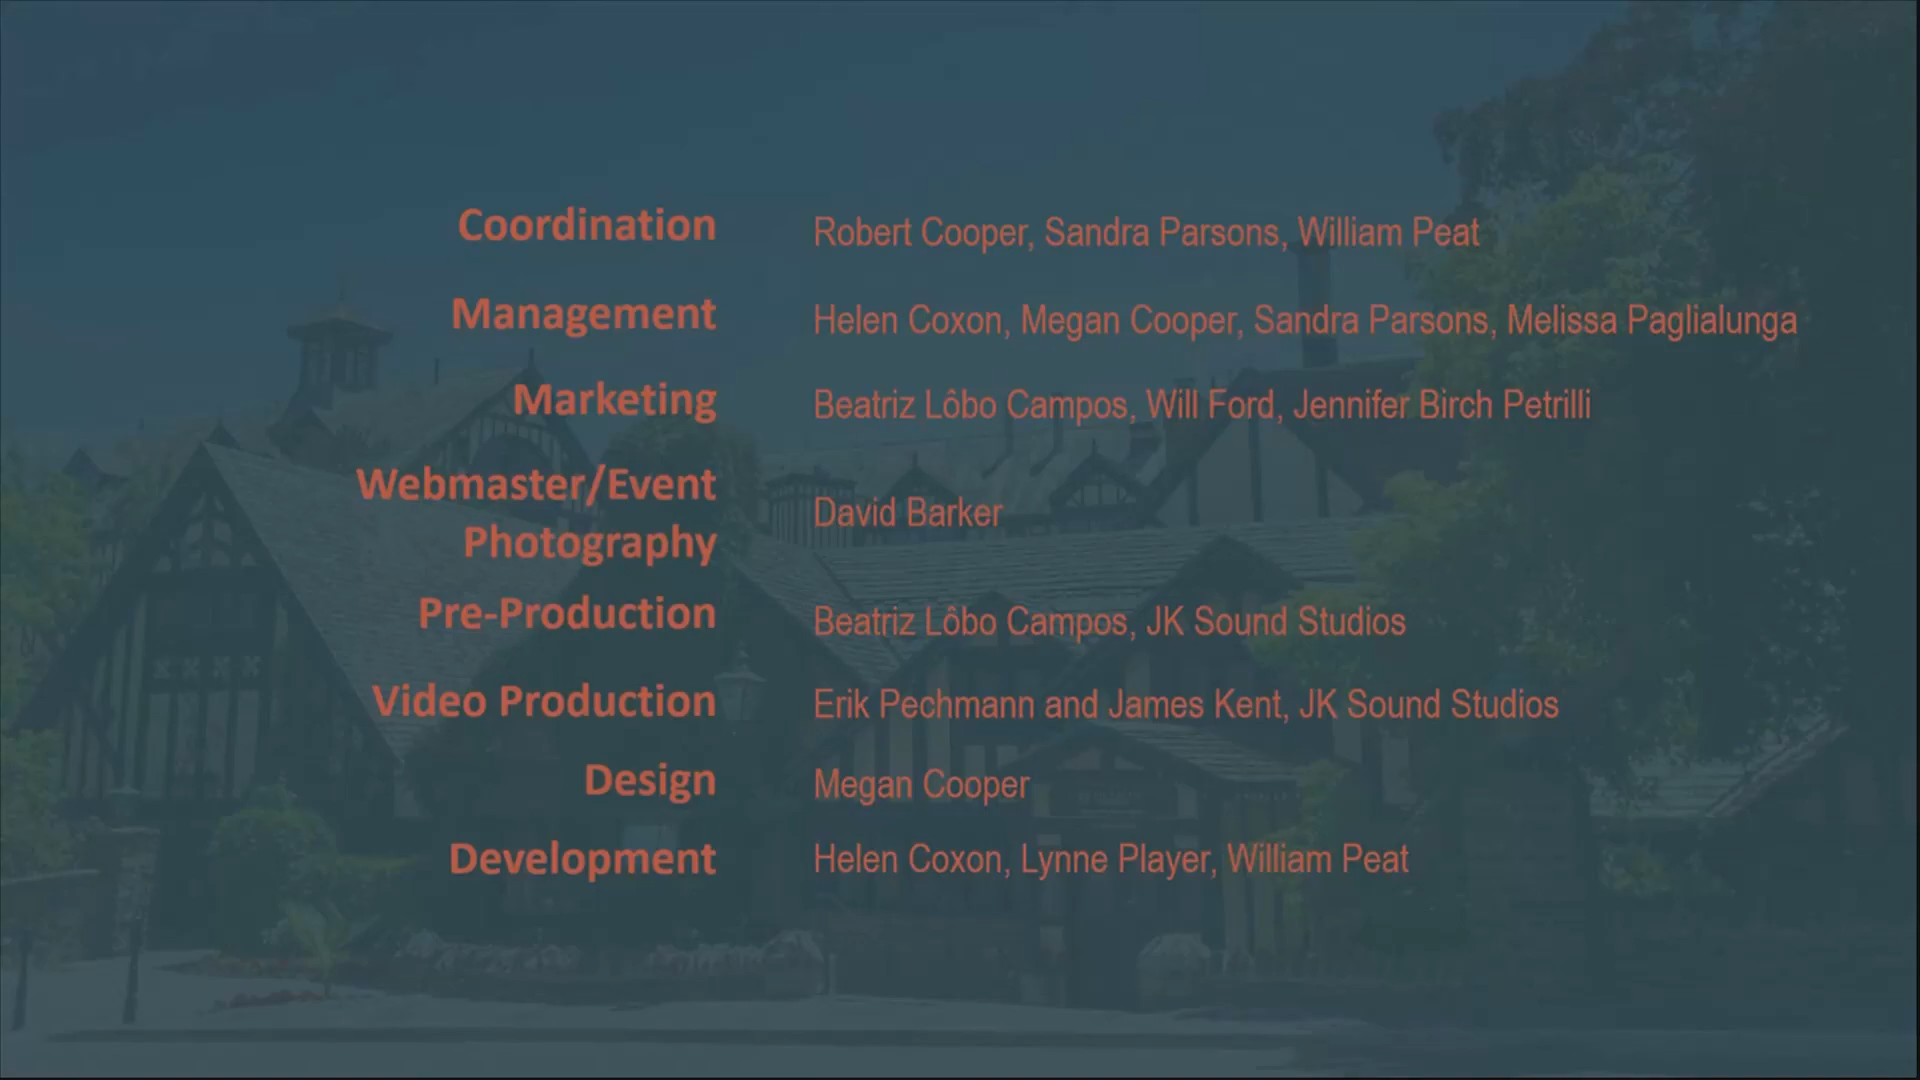 Coordination Robert Cooper, Sandra Parsons, William Peat
Management Helen Coxon, Megan Cooper, Sandra Parsons, Melissa Paglialunga
Marketing Beatriz Lôbo Campos, Will Ford, Jennifer Birch Petrilli
Webmaster/Event
Photography
David Barker
Pre-Production Beatriz Lôbo Campos, JK Sound Studios
Video Production Erik Pechmann and James Kent, JK Sound Studios
Design Megan Cooper
Development Helen Coxon, Lynne Player, William Peat